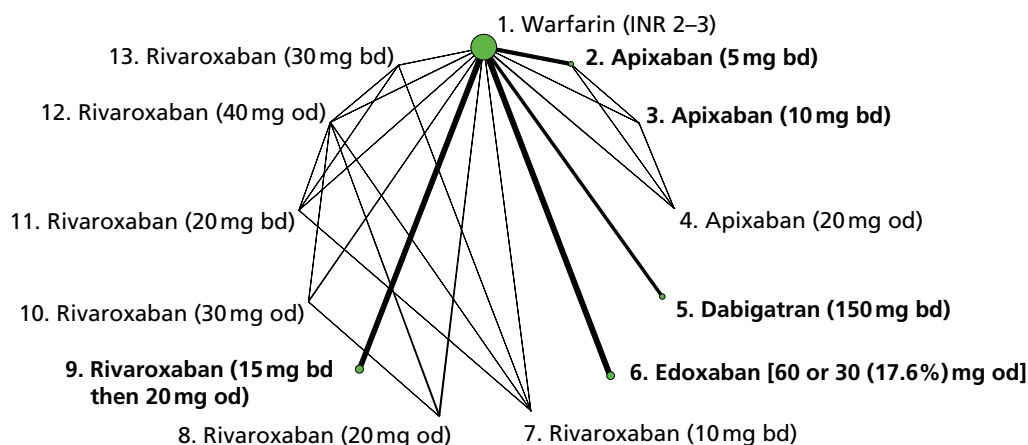 1. Warfarin (INR 2–3)
13. Rivaroxaban (30 mg bd)
2. Apixaban (5 mg bd)
12. Rivaroxaban (40 mg od)
3. Apixaban (10 mg bd)
11. Rivaroxaban (20 mg bd)
4. Apixaban (20 mg od)
10. Rivaroxaban (30 mg od)
5. Dabigatran (150 mg bd)
9. Rivaroxaban (15 mg bd
then 20 mg od)
6. Edoxaban [60 or 30 (17.6%) mg od]
8. Rivaroxaban (20 mg od)
7. Rivaroxaban (10 mg bd)